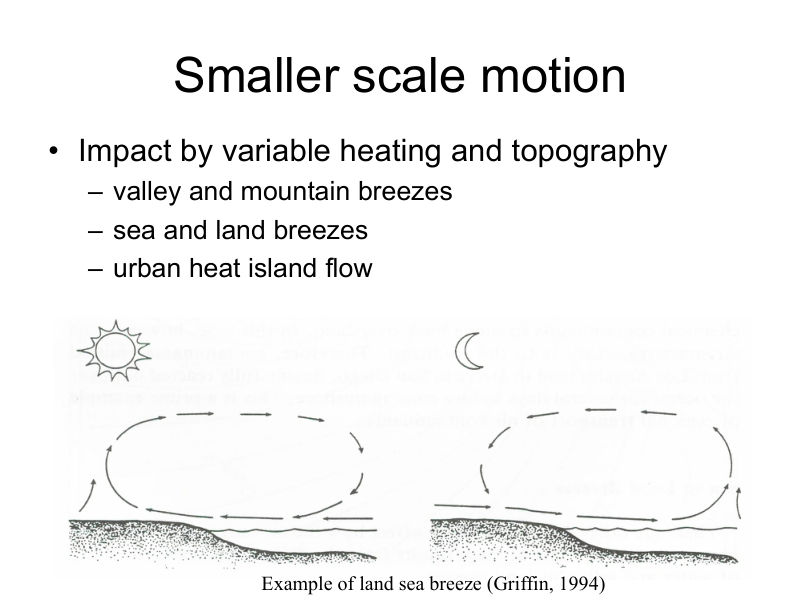 Smaller scale motion
• Impact by variable heating and topography
– valley and mountain breezes
– sea and land breezes
– urban heat island flow
Example of land sea breeze (Griffin, 1994)